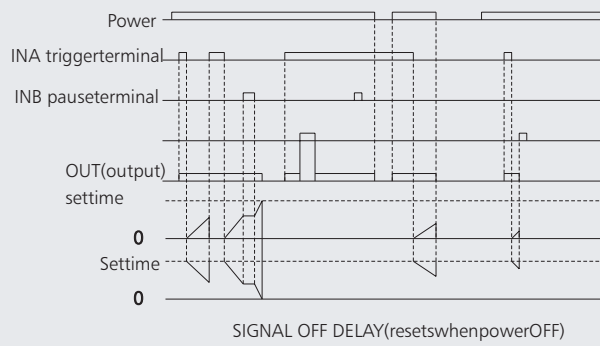 Power
INA triggerterminal
INB pauseterminal
OUT(output)
settime
0
Settime
0
SIGNAL OFF DELAY(resetswhenpowerOFF)